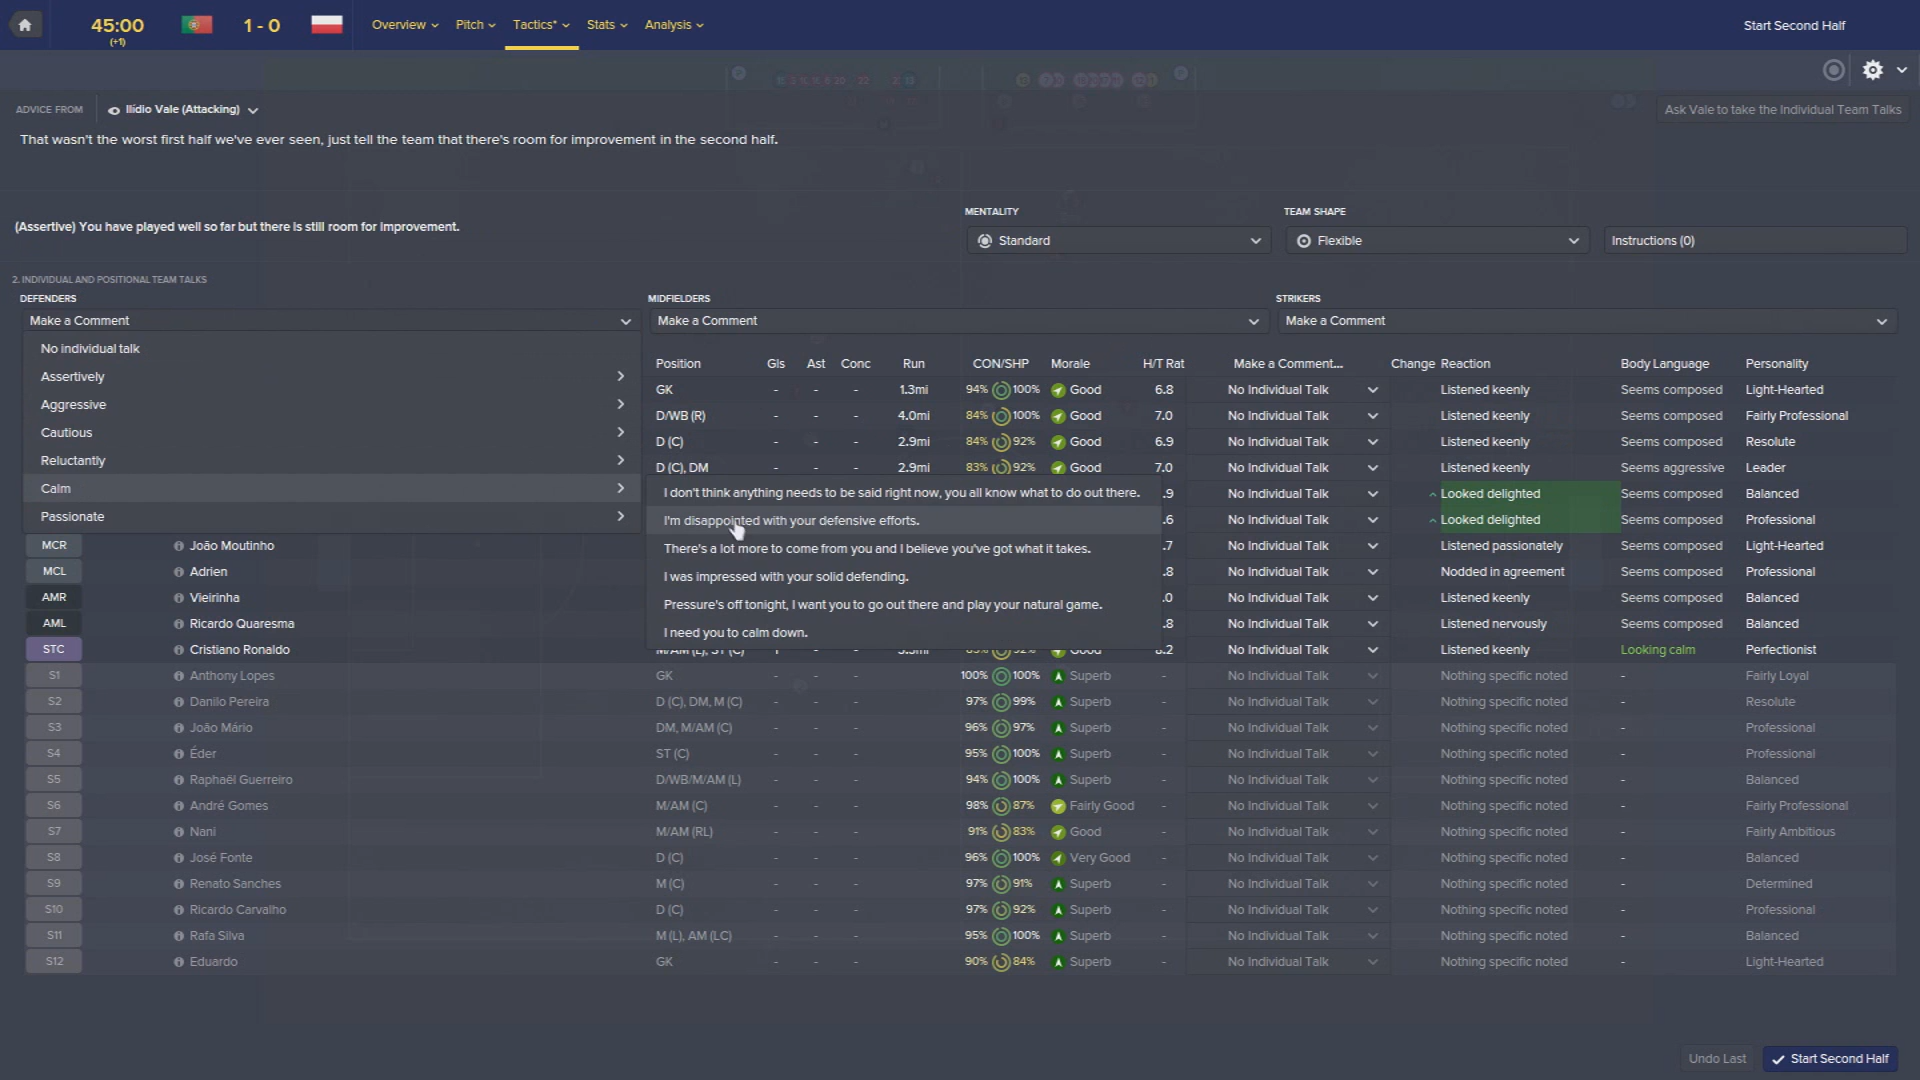 45:00
(+1)
1 - 0
Overview
Pitch
Tactics*
Stats
Analysis
Start Second Half
ADVICE FROM
Ilídio Vale (Attacking)
Ask Vale to take the Individual Team Talks
That wasn't the worst first half we've ever seen, just tell the team that there's room for improvement in the second half.
(Assertive) You have played well so far but there is still room for improvement.
MENTALITY
Standard
TEAM SHAPE
Flexible
Instructions (0)
2. INDIVIDUAL AND POSITIONAL TEAM TALKS
DEFENDERS
MIDFIELDERS
STRIKERS
Make a Comment
Make a Comment
Make a Comment
No individual talk
Assertively
Aggressive
Cautious
Reluctantly
Calm
Passionate
I don't think anything needs to be said right now, you all know what to do out there.
I'm disappointed with your defensive efforts.
There's a lot more to come from you and I believe you've got what it takes.
I was impressed with your solid defending.
Pressure's off tonight, I want you to go out there and play your natural game.
I need you to calm down.
Position Gls Ast Conc Run CON/SHP Morale H/T Rat Make a Comment... Change Reaction Body Language Personality
GK - - - 1.3mi 94% 100% Good 6.8 No Individual Talk Listened keenly Seems composed Light-Hearted
D/WB (R) - - - 4.0mi 84% 100% Good 7.0 No Individual Talk Listened keenly Seems composed Fairly Professional
D (C) - - - 2.9mi 84% 92% Good 6.9 No Individual Talk Listened keenly Seems composed Resolute
D (C), DM - - - 2.9mi 83% 92% Good 7.0 No Individual Talk Listened keenly Seems aggressive Leader
.9 No Individual Talk Looked delighted Seems composed Balanced
.6 No Individual Talk Looked delighted Seems composed Professional
MCR João Moutinho .7 No Individual Talk Listened passionately Seems composed Light-Hearted
MCL Adrien .8 No Individual Talk Nodded in agreement Seems composed Professional
AMR Vieirinha .0 No Individual Talk Listened keenly Seems composed Balanced
AML Ricardo Quaresma .8 No Individual Talk Listened nervously Seems composed Balanced
STC Cristiano Ronaldo M/AM (L), ST (C) Good 8.2 No Individual Talk Listened keenly Looking calm Perfectionist
S1 Anthony Lopes GK - - - 100% 100% Superb - No Individual Talk Nothing specific noted - Fairly Loyal
S2 Danilo Pereira D (C), DM, M (C) - - - 97% 99% Superb - No Individual Talk Nothing specific noted - Resolute
S3 João Mário DM, M/AM (C) - - - 96% 97% Superb - No Individual Talk Nothing specific noted - Professional
S4 Éder ST (C) - - - 95% 100% Superb - No Individual Talk Nothing specific noted - Professional
S5 Raphaël Guerreiro D/WB/M/AM (L) - - - 94% 100% Superb - No Individual Talk Nothing specific noted - Balanced
S6 André Gomes M/AM (C) - - - 98% 87% Fairly Good - No Individual Talk Nothing specific noted - Fairly Professional
S7 Nani M/AM (RL) - - - 91% 83% Good - No Individual Talk Nothing specific noted - Fairly Ambitious
S8 José Fonte D (C) - - - 96% 100% Very Good - No Individual Talk Nothing specific noted - Balanced
S9 Renato Sanches M (C) - - - 97% 91% Superb - No Individual Talk Nothing specific noted - Determined
S10 Ricardo Carvalho D (C) - - - 97% 92% Superb - No Individual Talk Nothing specific noted - Professional
S11 Rafa Silva M (L), AM (LC) - - - 95% 100% Superb - No Individual Talk Nothing specific noted - Balanced
S12 Eduardo GK - - - 90% 84% Superb - No Individual Talk Nothing specific noted - Light-Hearted
Undo Last
Start Second Half